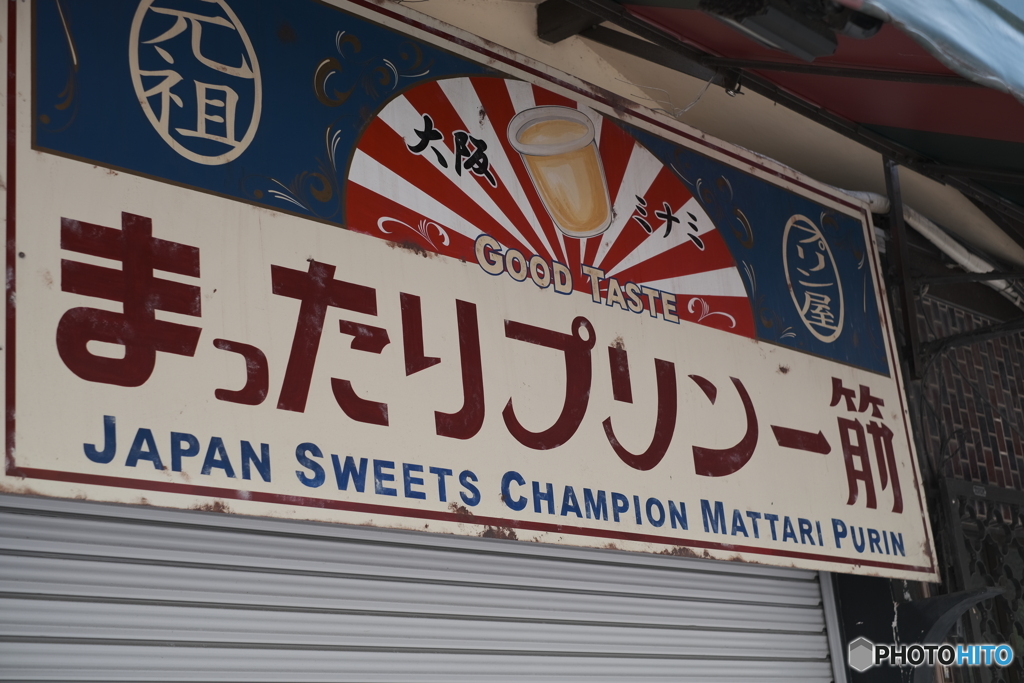 元祖
大阪
ミナミ
プリン屋
GOOD TASTE
まったりプリン一筋
JAPAN SWEETS CHAMPION MATTARI PURIN
PHOTOHITO